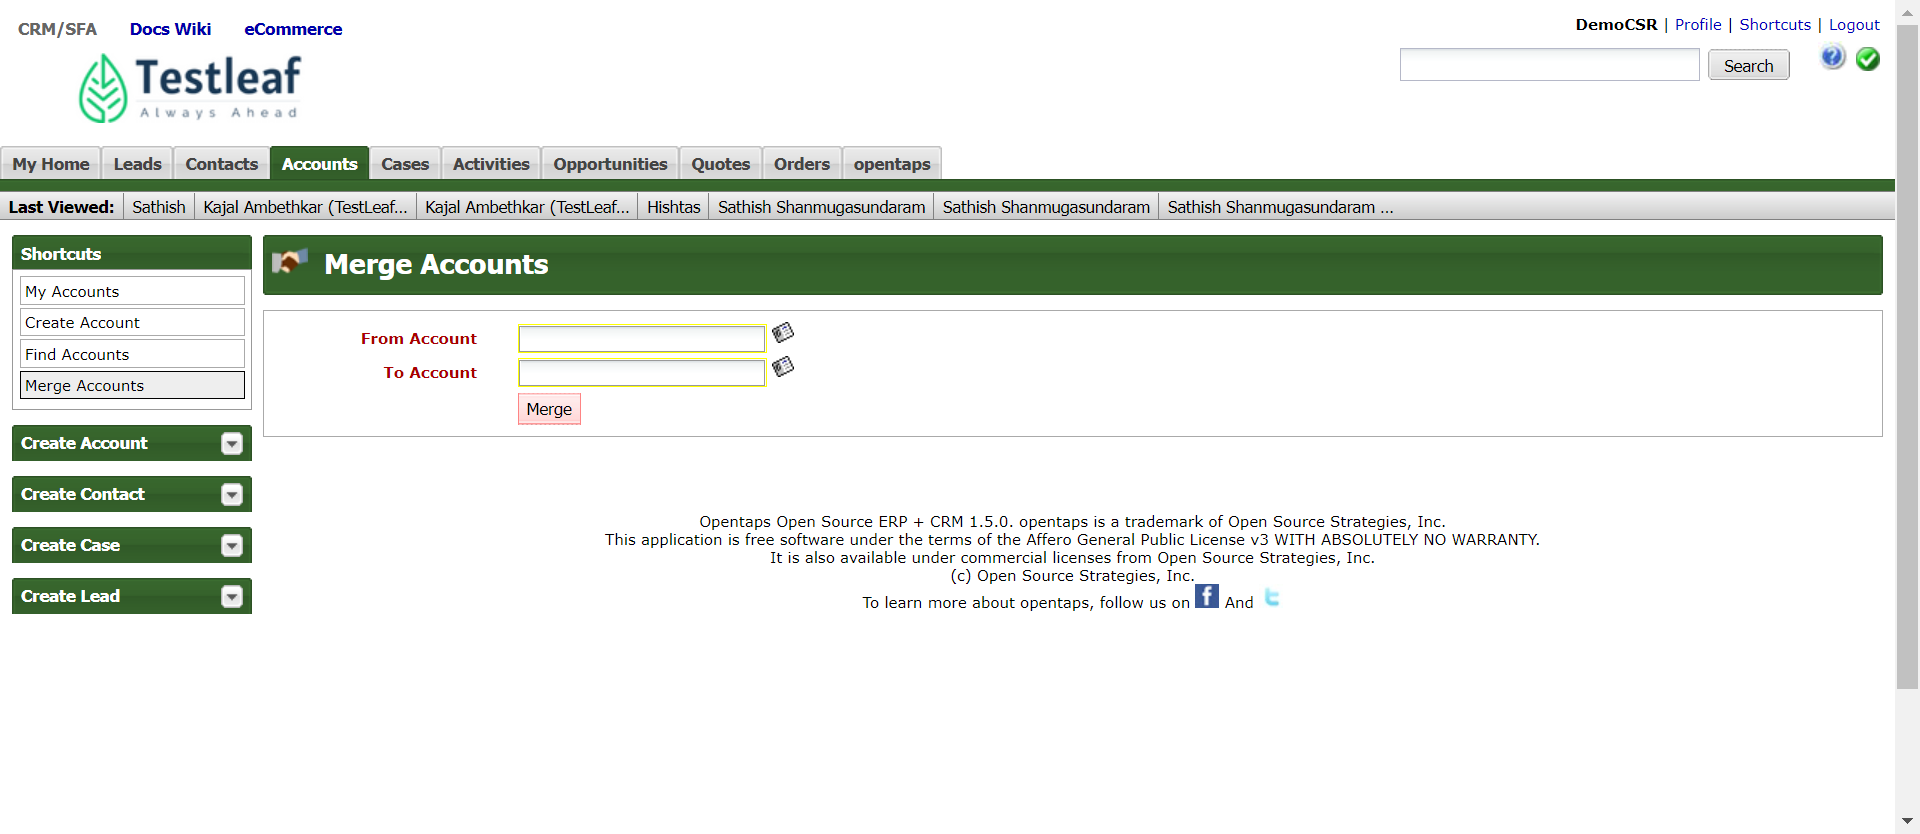 CRM/SFA Docs Wiki eCommerce
DemoCSR | Profile | Shortcuts | Logout
Search
Testleaf
Always Ahead
My Home Leads Contacts Accounts Cases Activities Opportunities Quotes Orders opentaps
Last Viewed: Sathish Kajal Ambethkar (TestLeaf... Kajal Ambethkar (TestLeaf... Hishtas Sathish Shanmugasundaram Sathish Shanmugasundaram Sathish Shanmugasundaram ...
Shortcuts
My Accounts
Create Account
Find Accounts
Merge Accounts
Create Account
Create Contact
Create Case
Create Lead
Merge Accounts
From Account
To Account
Merge
Opentaps Open Source ERP + CRM 1.5.0. opentaps is a trademark of Open Source Strategies, Inc.
This application is free software under the terms of the Affero General Public License v3 WITH ABSOLUTELY NO WARRANTY.
It is also available under commercial licenses from Open Source Strategies, Inc.
(c) Open Source Strategies, Inc.
To learn more about opentaps, follow us on f And t